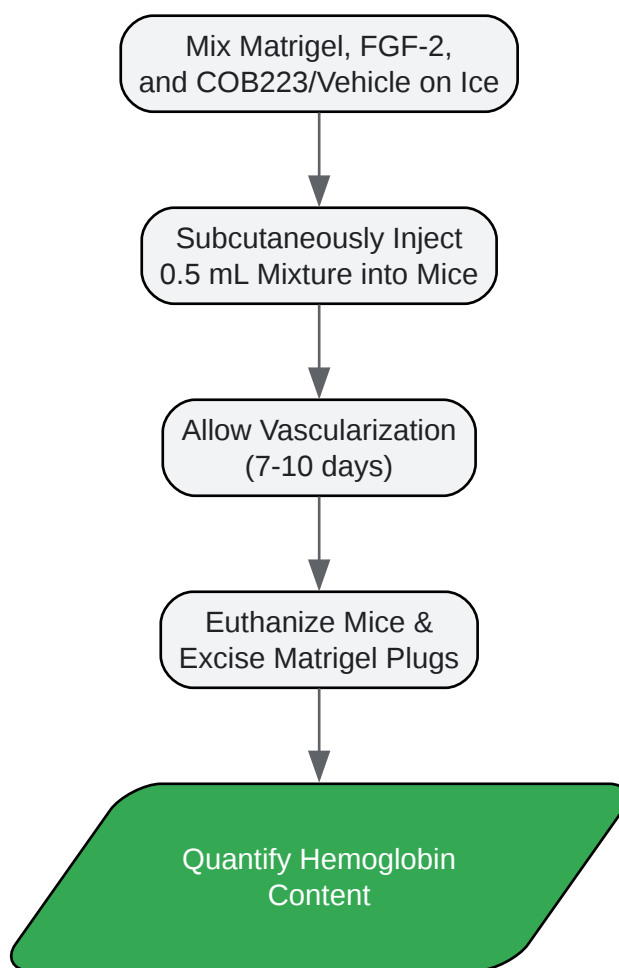 Mix Matrigel, FGF-2,
and COB223/Vehicle on Ice
Subcutaneously Inject
0.5 mL Mixture into Mice
Allow Vascularization
(7-10 days)
Euthanize Mice &
Excise Matrigel Plugs
Quantify Hemoglobin
Content